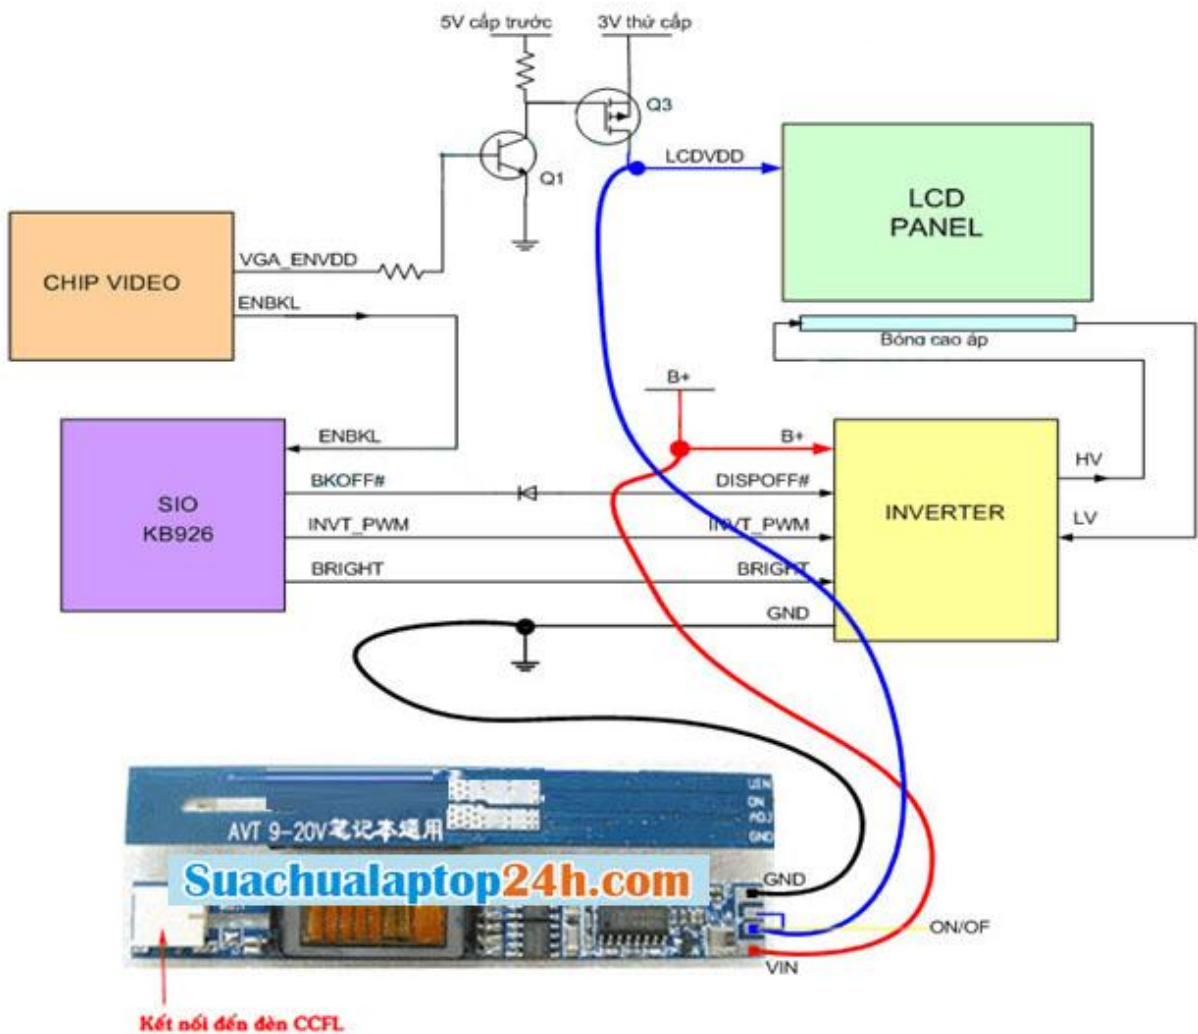 5V cấp trước
3V thứ cấp
Q3
Q1
LCDVDD
LCD
PANEL
CHIP VIDEO
VGA_ENVDD
ENBKL
Bóng cao áp
B+
B+
SIO
KB926
ENBKL
BKOFF#
DISPOFF#
INVT_PWM
INVT_PWM
BRIGHT
BRIGHT
GND
INVERTER
HV
LV
VIN
ON
ADJ
GND
AVT 9-20V笔记本通用
Suachualaptop24h.com
GND
ON/OF
VIN
Kết nối đến đèn CCFL